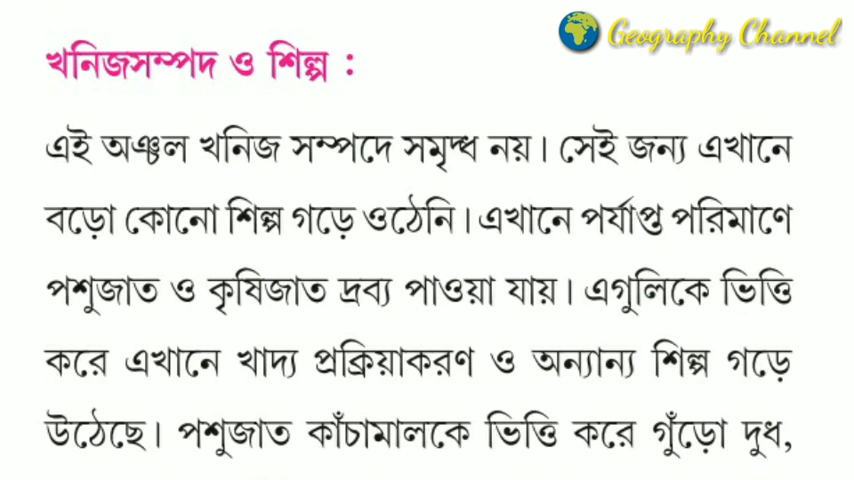 Geography Channel
খনিজসম্পদ ও শিল্প :
এই অঞ্চল খনিজ সম্পদে সমৃদ্ধ নয়। সেই জন্য এখানে
বড়ো কোনো শিল্প গড়ে ওঠেনি। এখানে পর্যাপ্ত পরিমাণে
পশুজাত ও কৃষিজাত দ্রব্য পাওয়া যায়। এগুলিকে ভিত্তি
করে এখানে খাদ্য প্রক্রিয়াকরণ ও অন্যান্য শিল্প গড়ে
উঠেছে। পশুজাত কাঁচামালকে ভিত্তি করে গুঁড়ো দুধ,